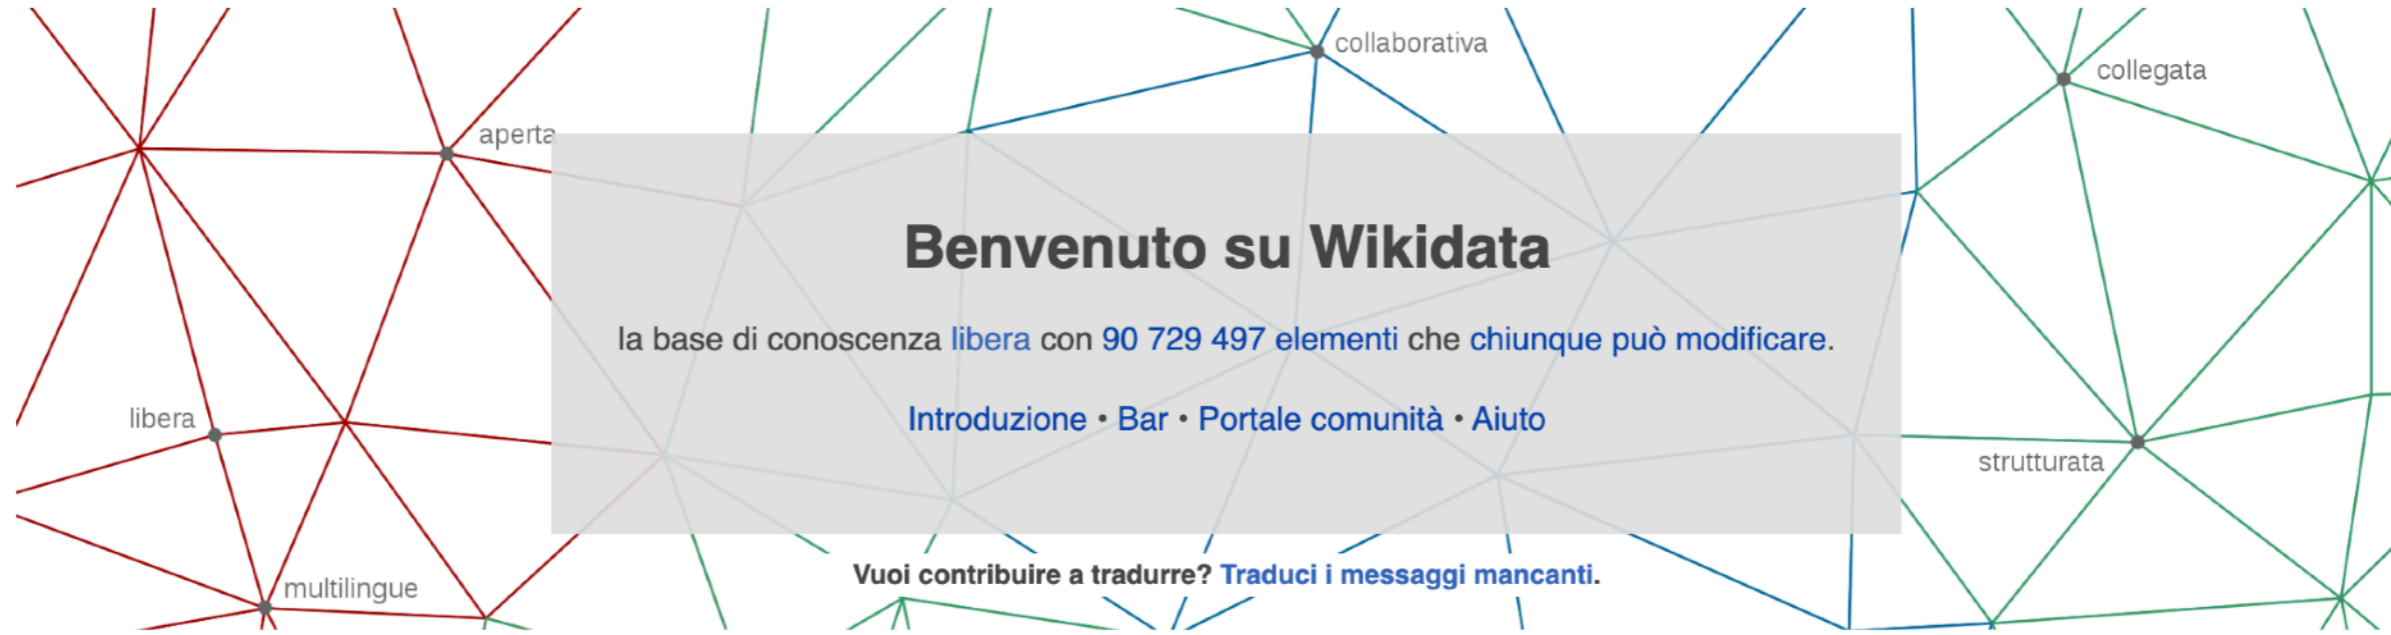 collaborativa
collegata
aperta
Benvenuto su Wikidata
la base di conoscenza libera con 90 729 497 elementi che chiunque può modificare.
Introduzione • Bar • Portale comunità • Aiuto
libera
strutturata
Vuoi contribuire a tradurre? Traduci i messaggi mancanti.
multilingue